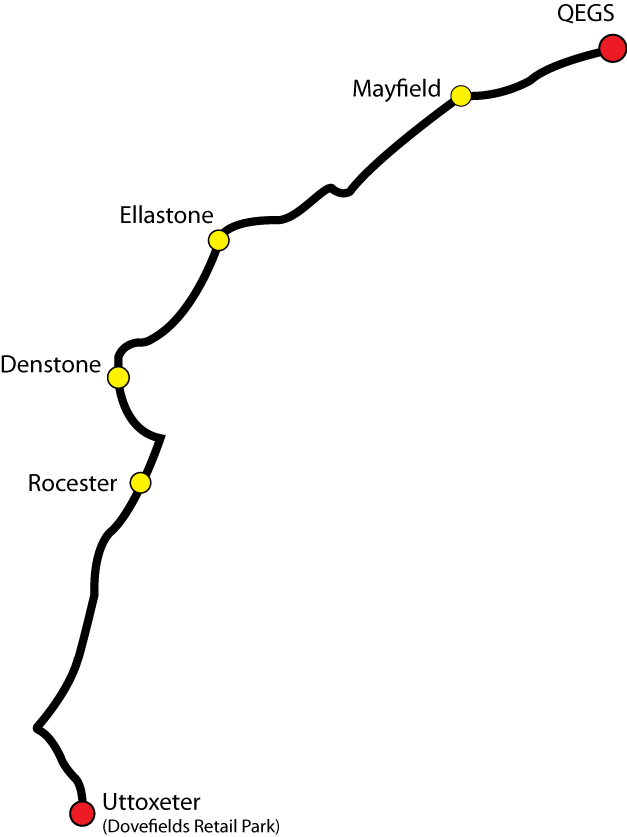 QEGS
Mayfield
Ellastone
Denstone
Rocester
Uttoxeter
(Dovefields Retail Park)